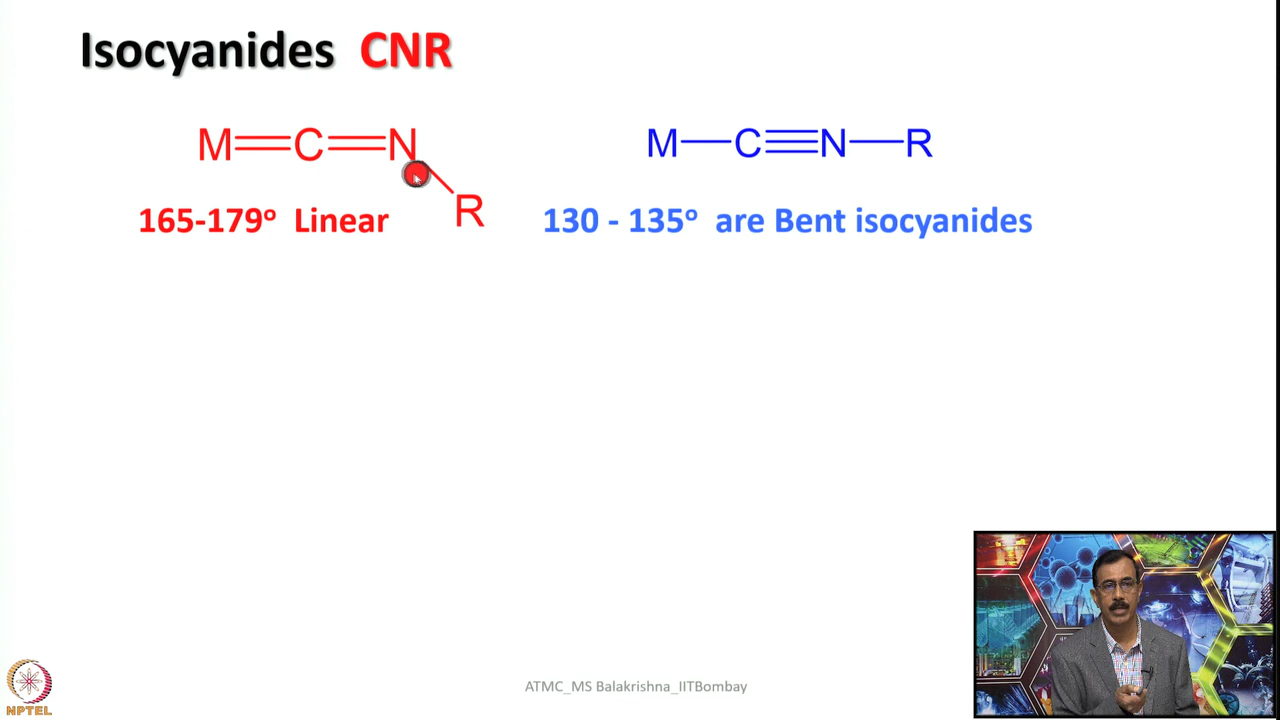 Isocyanides CNR
M=C=N
R
M-C≡N-R
165-179° Linear
130 - 135° are Bent isocyanides
ATMC_MS Balakrishna_IITBombay
NPTEL